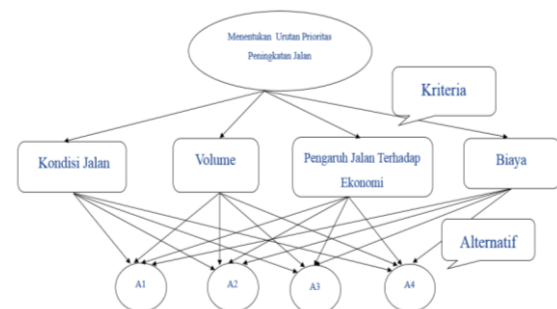 Menentukan Urutan Prioritas
Peningkatan Jalan
Kriteria
Kondisi Jalan
Volume
Pengaruh Jalan Terhadap
Ekonomi
Biaya
Alternatif
A1
A2
A3
A4